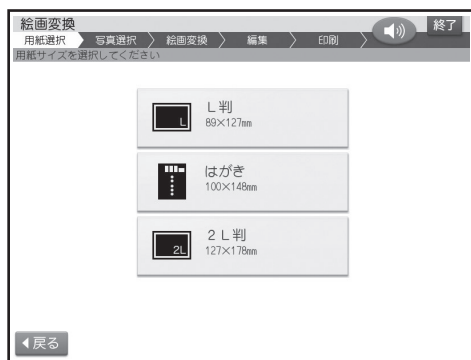 絵画変換
終了
用紙選択 写真選択 絵画変換 編集 印刷
用紙サイズを選択してください
L判
L
89×127mm
はがき
100×148mm
2L判
2L
127×178mm
戻る